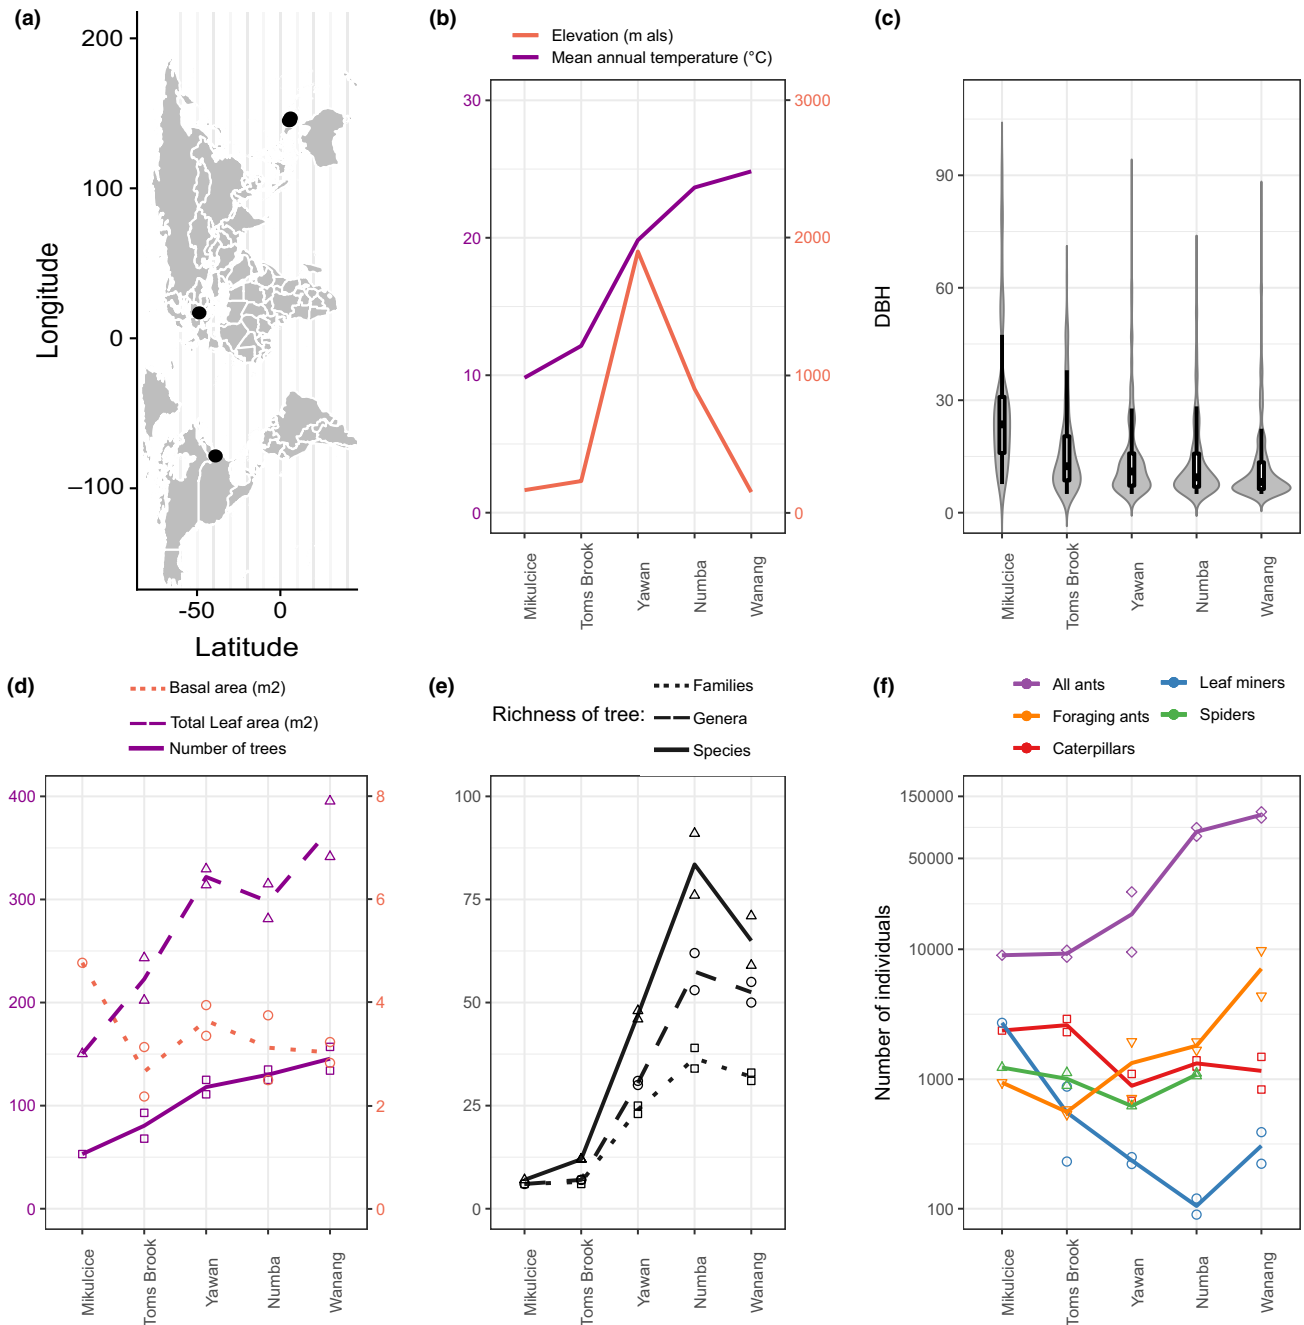 (a)
200
100
0
−100
Longitude
-50
0
Latitude
(b)
Elevation (m als)
Mean annual temperature (°C)
30
20
10
0
3000
2000
1000
0
Mikulcice
Toms Brook
Yawan
Numba
Wanang
(c)
90
60
30
0
DBH
Mikulcice
Toms Brook
Yawan
Numba
Wanang
(d)
Basal area (m2)
Total Leaf area (m2)
Number of trees
400
300
200
100
0
8
6
4
2
0
Mikulcice
Toms Brook
Yawan
Numba
Wanang
(e)
Richness of tree:
Families
Genera
Species
100
75
50
25
0
Mikulcice
Toms Brook
Yawan
Numba
Wanang
(f)
All ants
Foraging ants
Caterpillars
Leaf miners
Spiders
150000
50000
10000
1000
100
Number of individuals
Mikulcice
Toms Brook
Yawan
Numba
Wanang